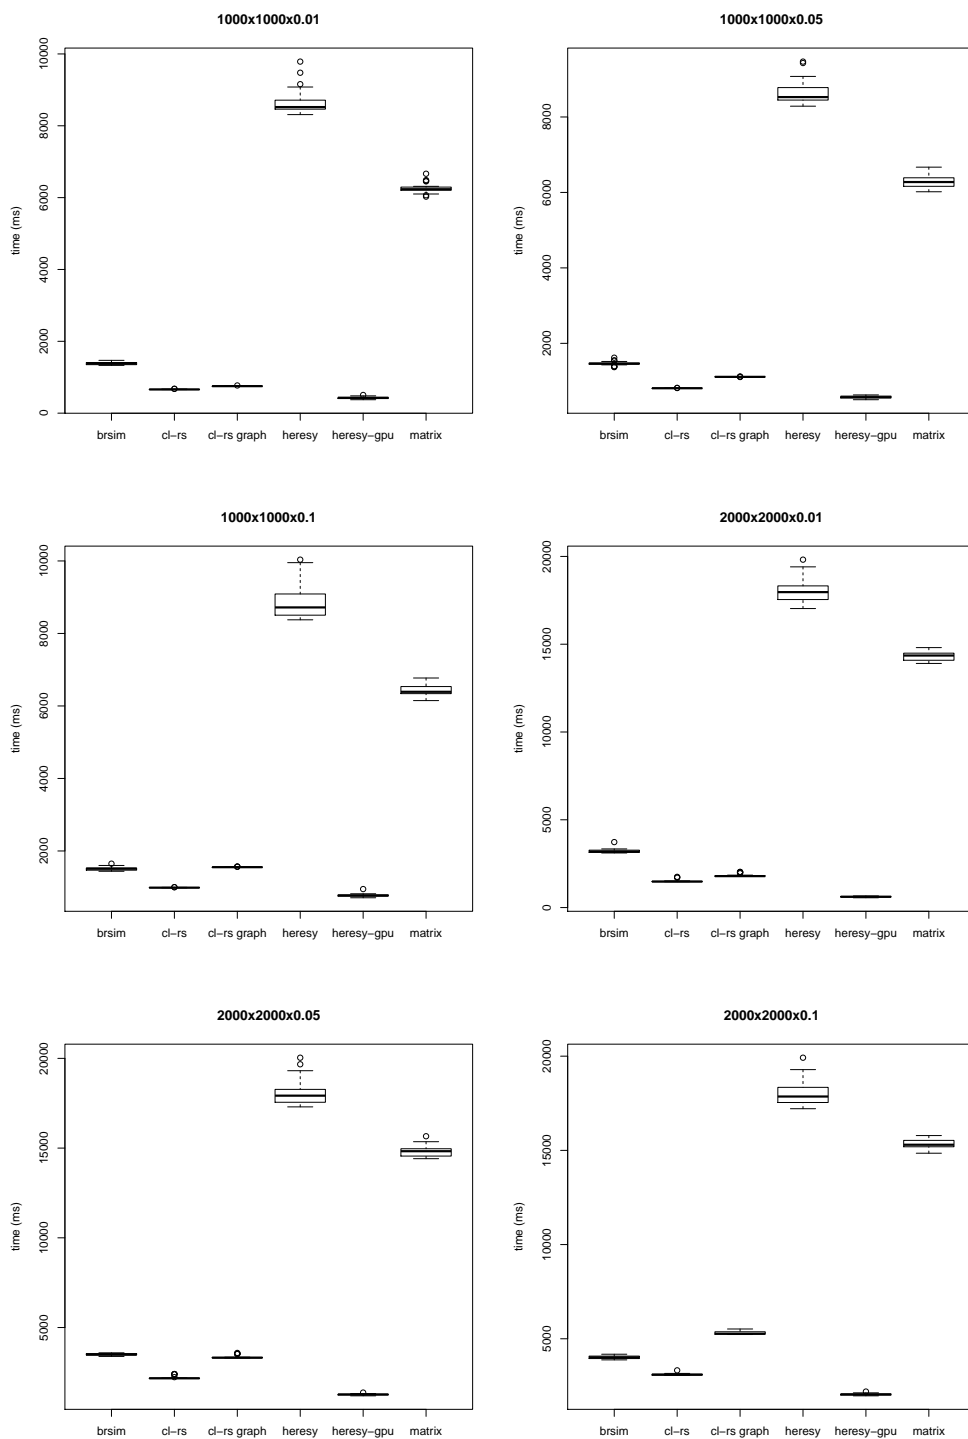 1000x1000x0.01
time (ms)
10000
8000
6000
4000
2000
0
brsim cl−rs cl−rs graph heresy heresy−gpu matrix
1000x1000x0.05
time (ms)
8000
6000
4000
2000
brsim cl−rs cl−rs graph heresy heresy−gpu matrix
1000x1000x0.1
time (ms)
10000
8000
6000
4000
2000
brsim cl−rs cl−rs graph heresy heresy−gpu matrix
2000x2000x0.01
time (ms)
20000
15000
10000
5000
0
brsim cl−rs cl−rs graph heresy heresy−gpu matrix
2000x2000x0.05
time (ms)
20000
15000
10000
5000
brsim cl−rs cl−rs graph heresy heresy−gpu matrix
2000x2000x0.1
time (ms)
20000
15000
10000
5000
brsim cl−rs cl−rs graph heresy heresy−gpu matrix